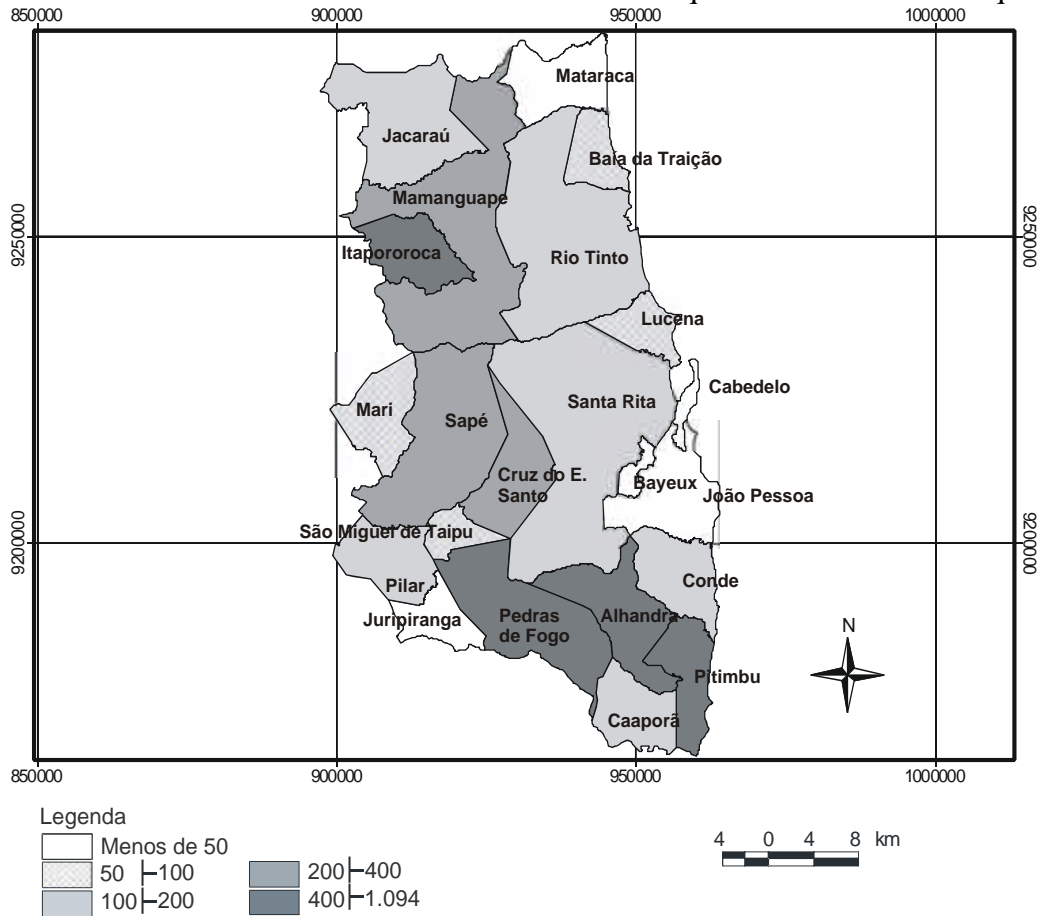 850000 900000 950000 1000000
Mataraca
Jacaraú
Baía da Traição
Mamanguape
9250000
9250000
Itapororoca
Rio Tinto
Lucena
Cabedelo
Mari
Santa Rita
Sapé
Cruz do E.
Santo
Bayeux
João Pessoa
São Miguel de Taipu
9200000
9200000
Conde
Pilar
Juripiranga
Pedras
de Fogo
Alhandra
N
Pitimbu
Caaporã
850000 900000 950000 1000000
Legenda
Menos de 50
50 100
100 200
200 400
400 1.094
4 0 4 8 km